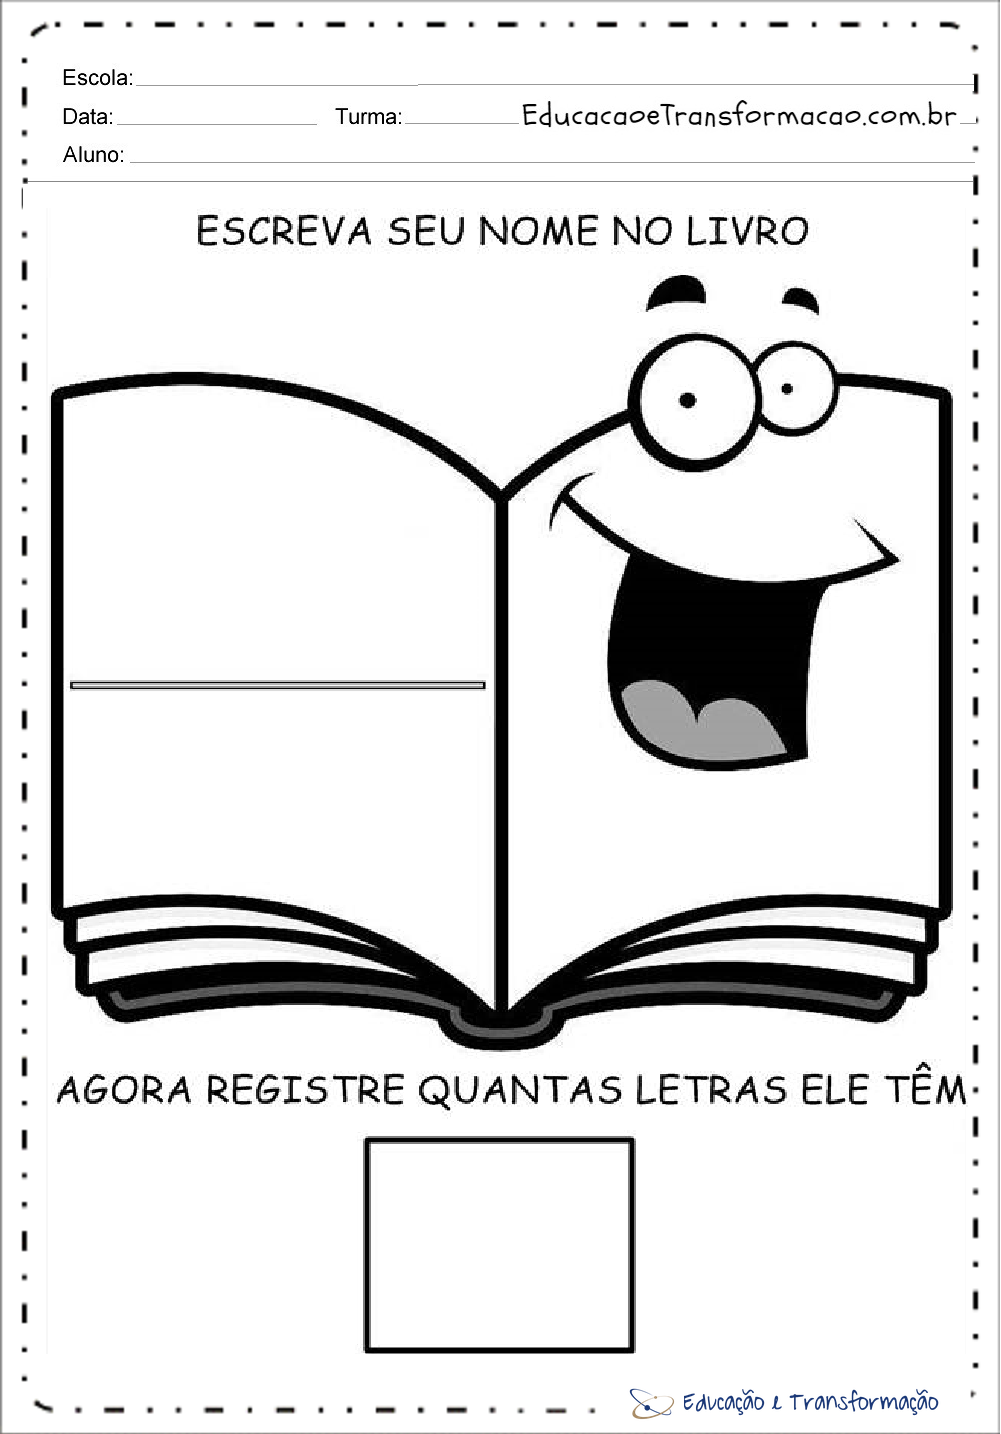 Escola:
Data: Turma: EducacaoeTransformacao.com.br
Aluno:
ESCREVA SEU NOME NO LIVRO
AGORA REGISTRE QUANTAS LETRAS ELE TÊM
Educação e Transformação